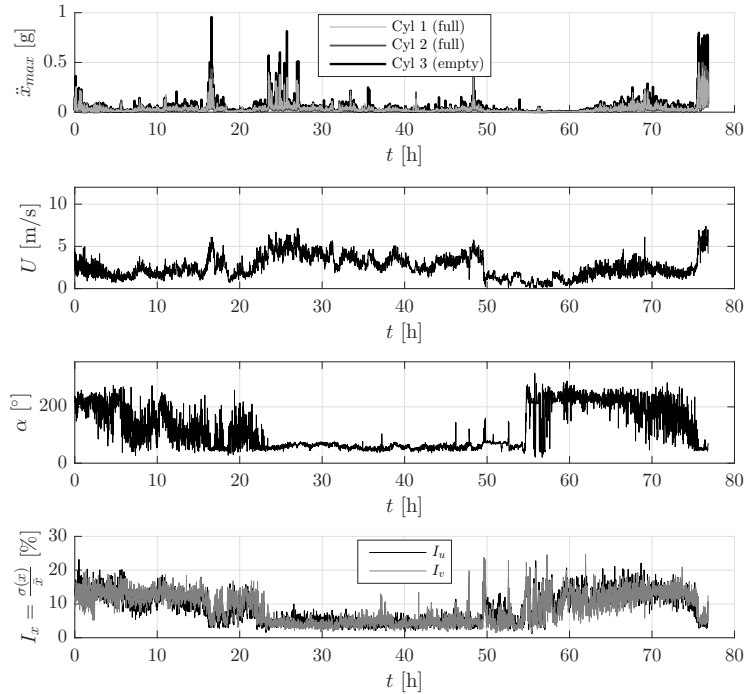 1
0.5
0
ẍ_max [g]
Cyl 1 (full)
Cyl 2 (full)
Cyl 3 (empty)
0 10 20 30 40 50 60 70 80
t [h]
10
5
0
U [m/s]
0 10 20 30 40 50 60 70 80
t [h]
200
0
α [°]
0 10 20 30 40 50 60 70 80
t [h]
30
20
10
0
I_x = σ(x)/x̄ [%]
I_u
I_v
0 10 20 30 40 50 60 70 80
t [h]